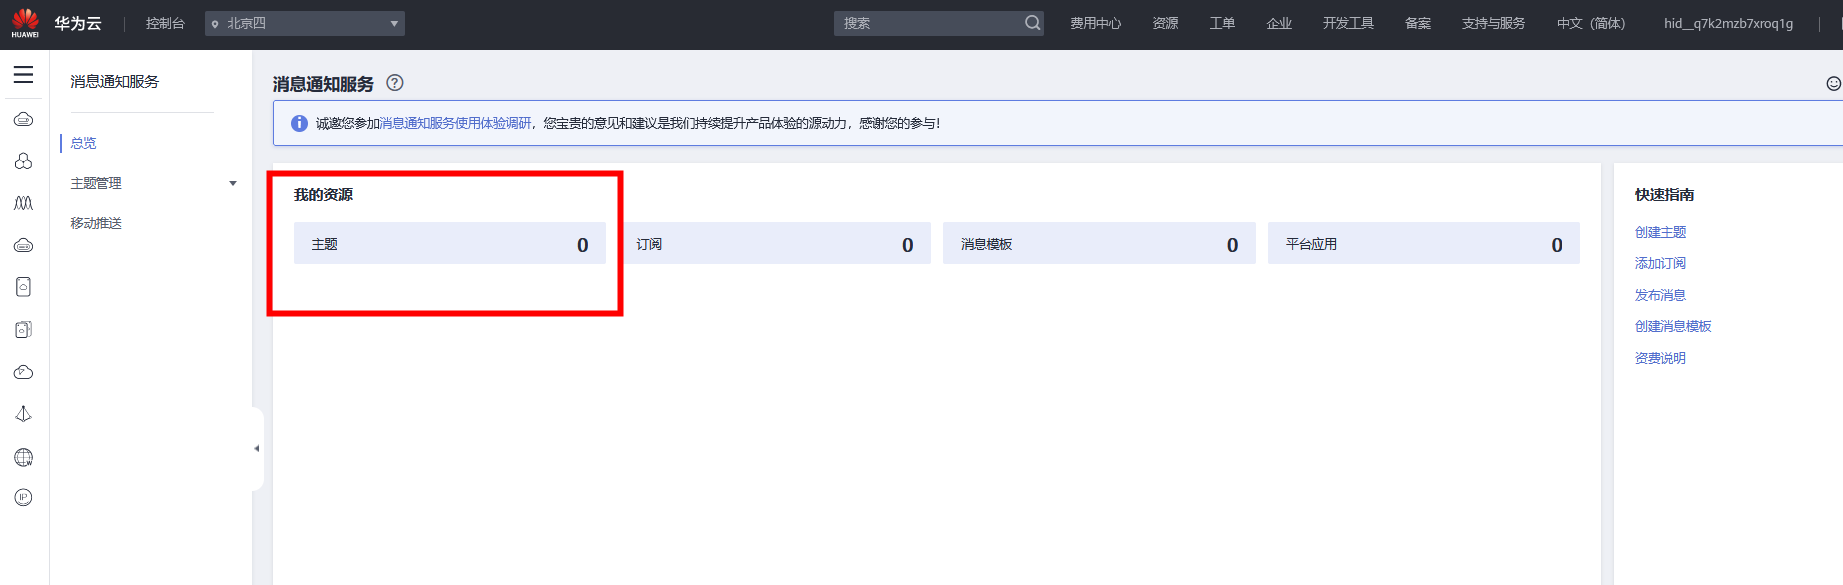 HUAWEI
华为云
控制台
北京四
搜索
费用中心
资源
工单
企业
开发工具
备案
支持与服务
中文（简体）
hid__q7k2mzb7xroq1g
消息通知服务
总览
主题管理
移动推送
消息通知服务
诚邀您参加消息通知服务使用体验调研，您宝贵的意见和建议是我们持续提升产品体验的源动力，感谢您的参与！
我的资源
主题 0
订阅 0
消息模板 0
平台应用 0
快速指南
创建主题
添加订阅
发布消息
创建消息模板
资费说明
IP